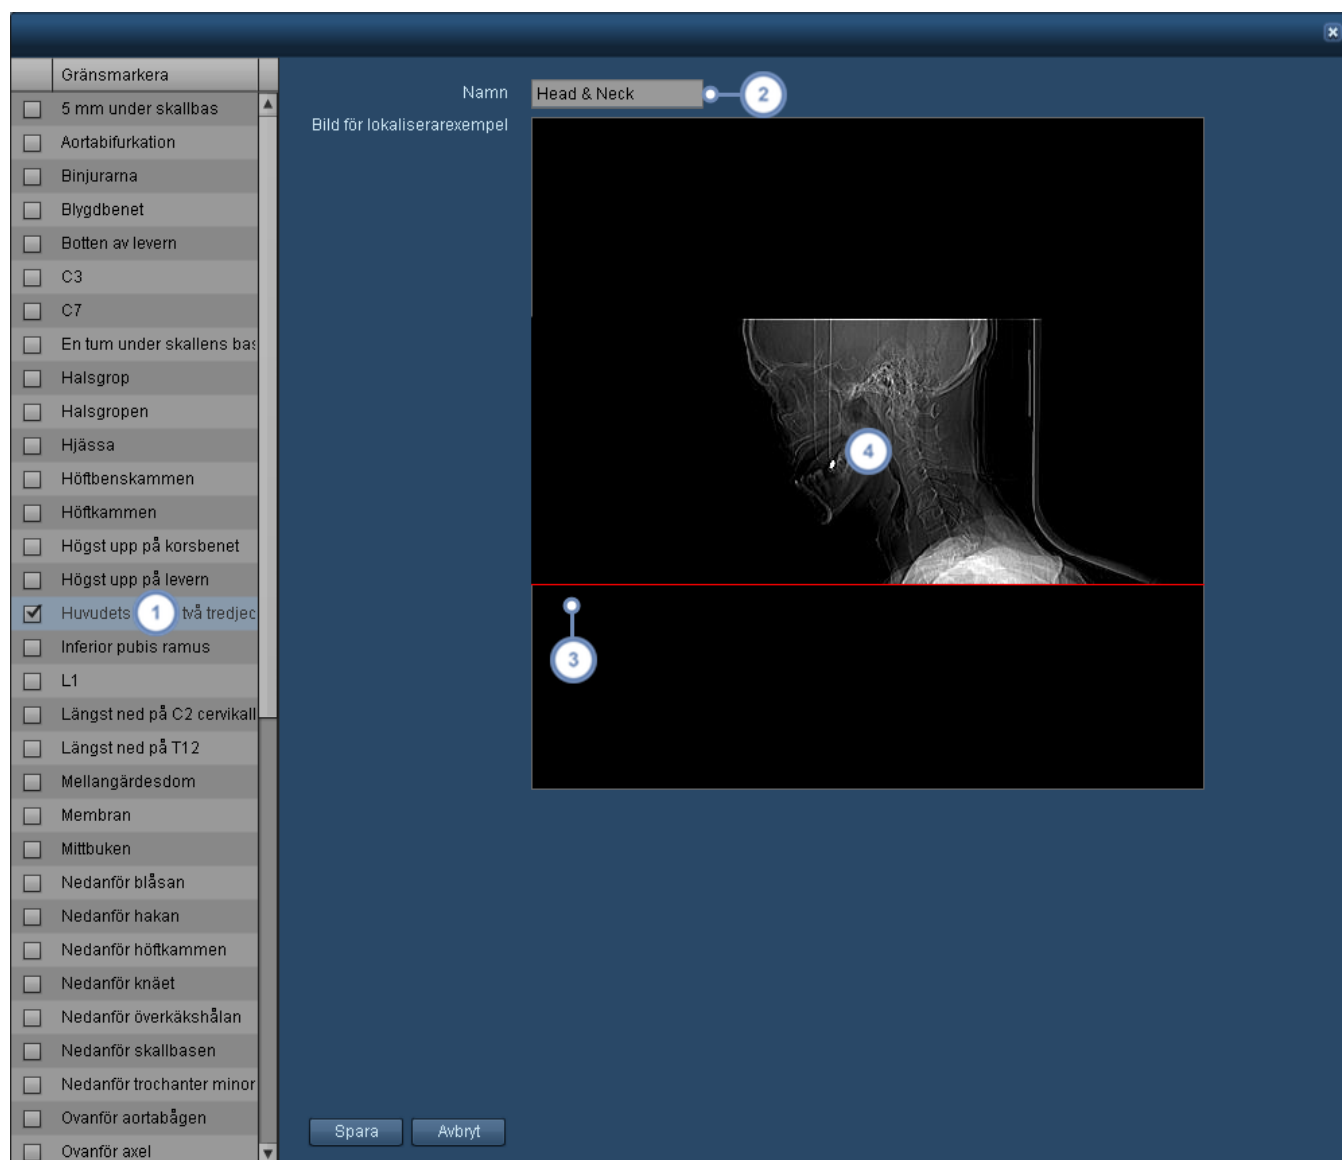 Gränsmarkera
5 mm under skallbas
Aortabifurkation
Binjurarna
Blygdbenet
Botten av levern
C3
C7
En tum under skallens bas
Halsgrop
Halsgropen
Hjässa
Höftbenskammen
Höftkammen
Högst upp på korsbenet
Högst upp på levern
Huvudets 1 två tredjec
Inferior pubis ramus
L1
Längst ned på C2 cervikall
Längst ned på T12
Mellangärdesdom
Membran
Mittbuken
Nedanför blåsan
Nedanför hakan
Nedanför höftkammen
Nedanför knäet
Nedanför överkäkshålan
Nedanför skallbasen
Nedanför trochanter minor
Ovanför aortabågen
Ovanför axel
Namn Head & Neck 2
Bild för lokaliserarexempel
4
3
Spara Avbryt